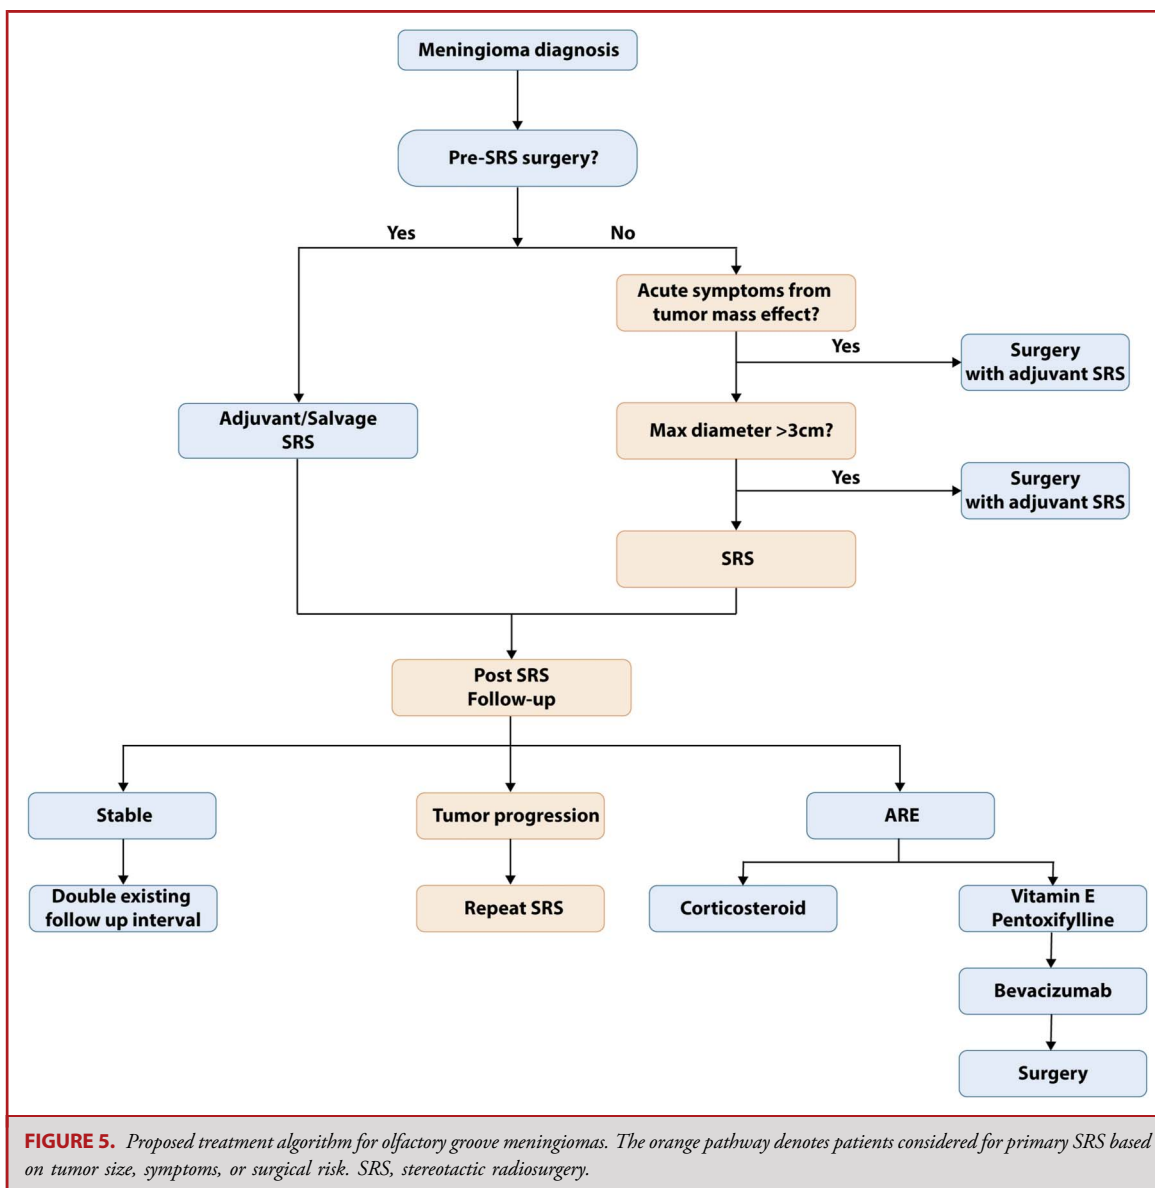 Meningioma diagnosis
Pre-SRS surgery?
Yes
No
Acute symptoms from
tumor mass effect?
Yes
Surgery
with adjuvant SRS
Adjuvant/Salvage
SRS
Max diameter >3cm?
Yes
Surgery
with adjuvant SRS
SRS
Post SRS
Follow-up
Stable
Tumor progression
ARE
Double existing
follow up interval
Repeat SRS
Corticosteroid
Vitamin E
Pentoxifylline
Bevacizumab
Surgery
FIGURE 5. Proposed treatment algorithm for olfactory groove meningiomas. The orange pathway denotes patients considered for primary SRS based
on tumor size, symptoms, or surgical risk. SRS, stereotactic radiosurgery.